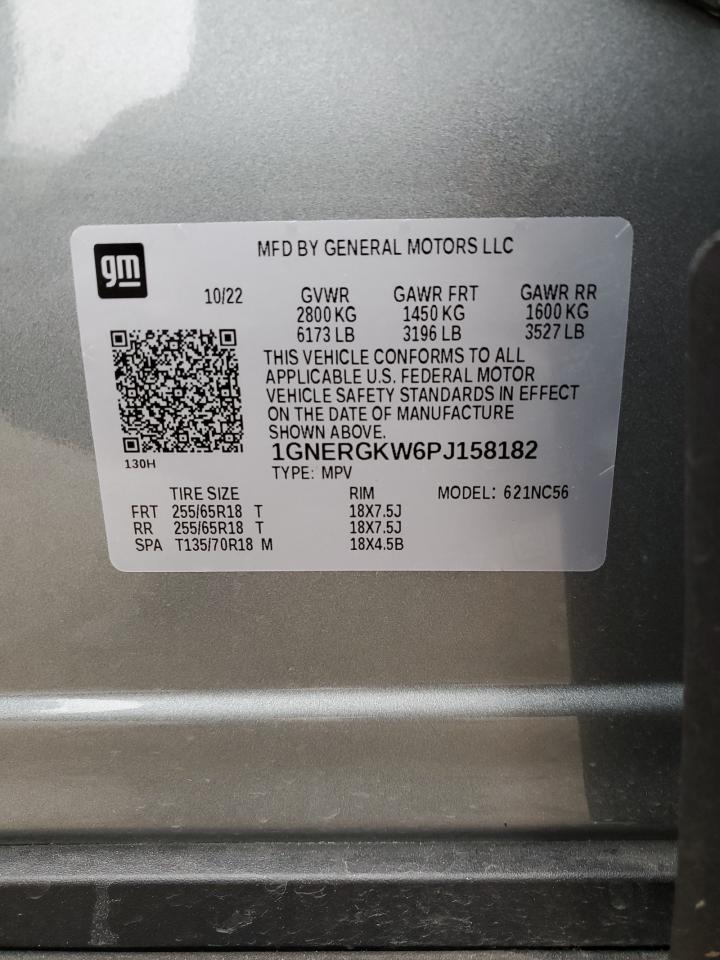 gm
MFD BY GENERAL MOTORS LLC
10/22 GVWR GAWR FRT GAWR RR
2800 KG 1450 KG 1600 KG
6173 LB 3196 LB 3527 LB
THIS VEHICLE CONFORMS TO ALL
APPLICABLE U.S. FEDERAL MOTOR
VEHICLE SAFETY STANDARDS IN EFFECT
ON THE DATE OF MANUFACTURE
SHOWN ABOVE.
1GNERGKW6PJ158182
130H
TYPE: MPV
TIRE SIZE RIM MODEL: 621NC56
FRT 255/65R18 T 18X7.5J
RR 255/65R18 T 18X7.5J
SPA T135/70R18 M 18X4.5B